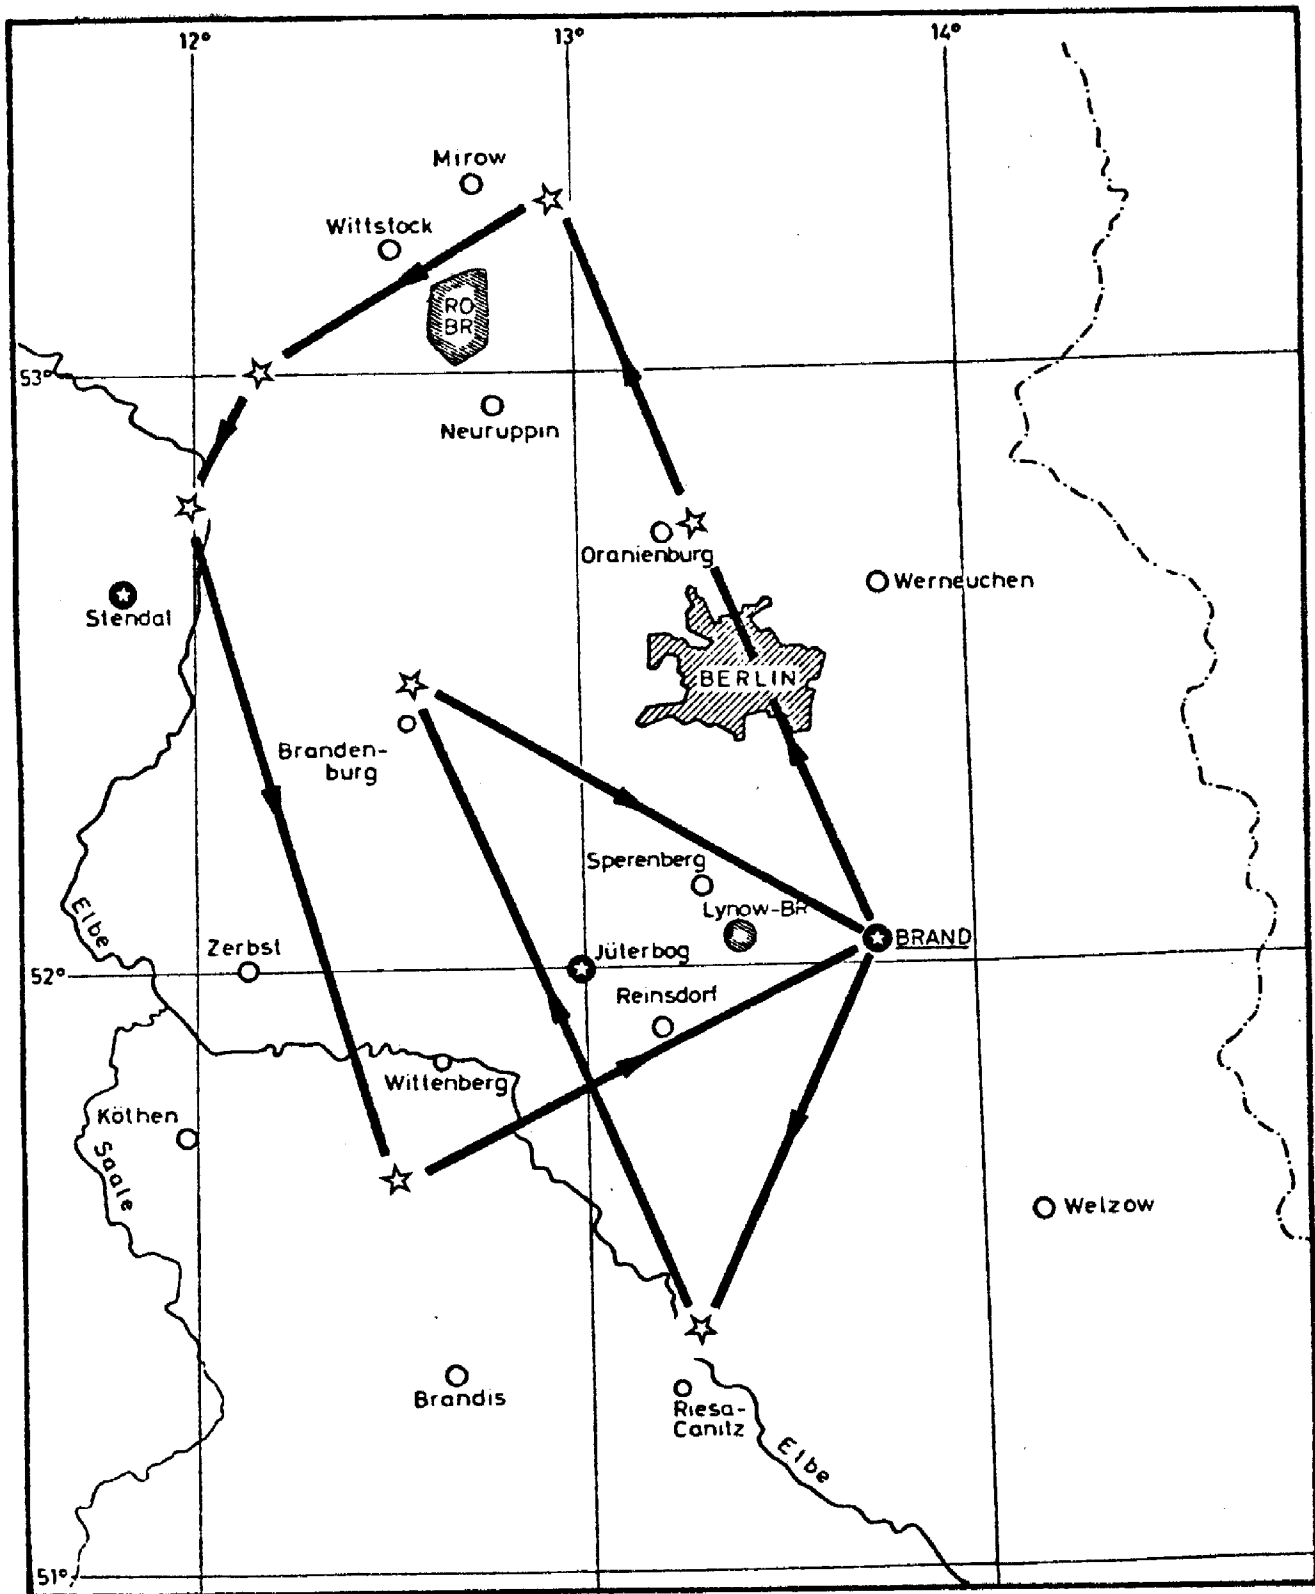 12°
13°
14°
Mirow
Wittstock
RO
BR
53°
Neuruppin
Oranienburg
Werneuchen
Stendal
BERLIN
Branden-
burg
Sperenberg
Lynow-BR
Elbe
BRAND
Zerbst
Jüterbog
52°
Reinsdorf
Wittenberg
Köthen
Saale
Welzow
Brandis
Riesa-
Canitz
Elbe
51°